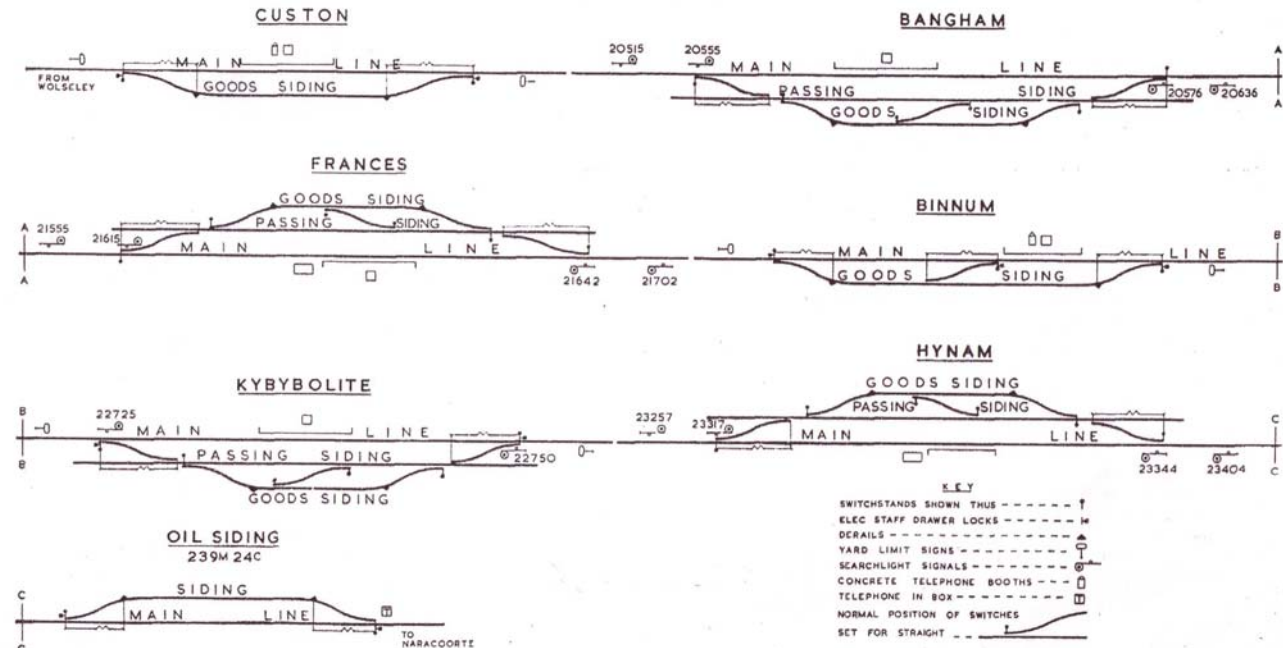 CUSTON
MAIN LINE
FROM
WOLSELEY
GOODS SIDING
BANGHAM
20515 20555
MAIN LINE
A
A
PASSING SIDING
20576 20636
GOODS SIDING
FRANCES
GOODS SIDING
PASSING SIDING
A
A
21555 21615
MAIN LINE
21642 21702
BINNUM
MAIN LINE
GOODS SIDING
B
B
KYBYBOLITE
B
B
22725
MAIN LINE
PASSING SIDING
22750
GOODS SIDING
HYNAM
GOODS SIDING
PASSING SIDING
23257 23317
MAIN LINE
C
C
23344 23404
OIL SIDING
239M 24C
SIDING
C
C
MAIN LINE
TO
NARACOORTE
KEY
SWITCHSTANDS SHOWN THUS
ELEC STAFF DRAWER LOCKS
DERAILS
YARD LIMIT SIGNS
SEARCHLIGHT SIGNALS
CONCRETE TELEPHONE BOOTHS
TELEPHONE IN BOX
T
T
NORMAL POSITION OF SWITCHES
SET FOR STRAIGHT